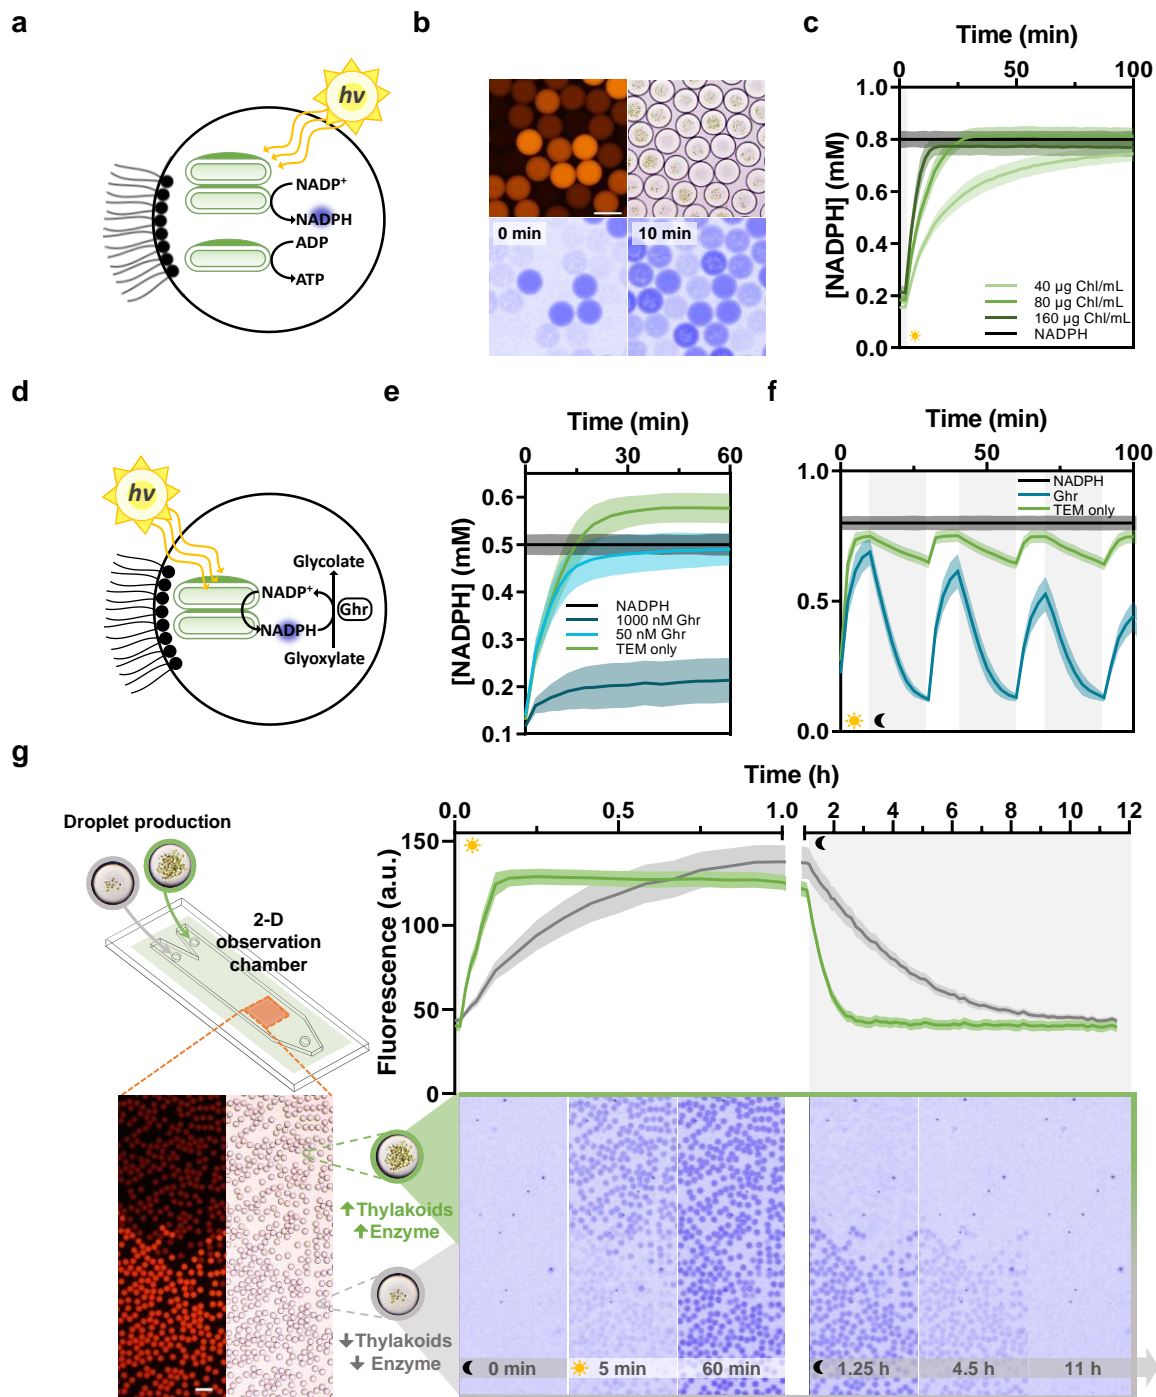 a
hν
NADP+
NADPH
ADP
ATP
b
0 min
10 min
c
Time (min)
0
50
100
[NADPH] (mM)
1.0
0.8
0.6
0.4
0.2
0.0
40 µg Chl/mL
80 µg Chl/mL
160 µg Chl/mL
NADPH
d
hν
Glycolate
NADP+
Ghr
NADPH
Glyoxylate
e
Time (min)
0
30
60
[NADPH] (mM)
0.6
0.5
0.4
0.3
0.2
0.1
NADPH
1000 nM Ghr
50 nM Ghr
TEM only
f
Time (min)
0
50
100
1.0
0.5
0.0
NADPH
Ghr
TEM only
g
Droplet production
2-D
observation
chamber
Time (h)
0.0
0.5
1.0
2
4
6
8
10
12
Fluorescence (a.u.)
150
100
50
0
Thylakoids
Enzyme
Thylakoids
Enzyme
0 min
5 min
60 min
1.25 h
4.5 h
11 h